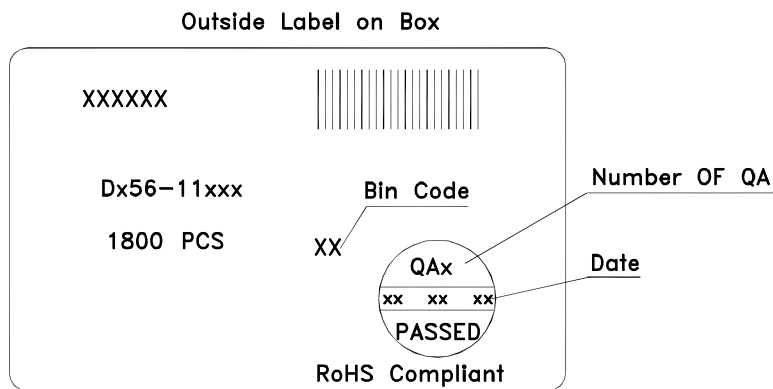 Outside Label on Box
XXXXXX
Dx56-11xxx
Bin Code
Number OF QA
1800 PCS
XX
QAx
Date
xx xx xx
PASSED
RoHS Compliant